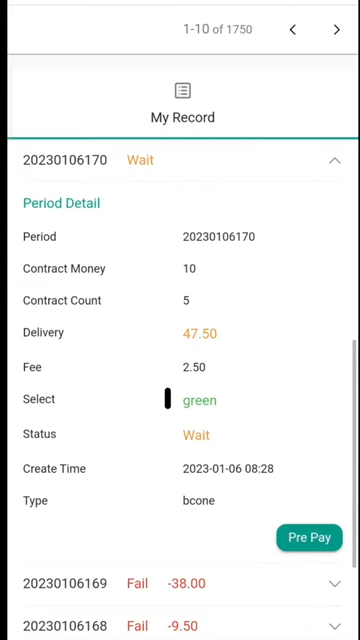 1-10 of 1750
My Record
20230106170 Wait
Period Detail
Period 20230106170
Contract Money 10
Contract Count 5
Delivery 47.50
Fee 2.50
Select green
Status Wait
Create Time 2023-01-06 08:28
Type bcone
Pre Pay
20230106169 Fail -38.00
20230106168 Fail -9.50